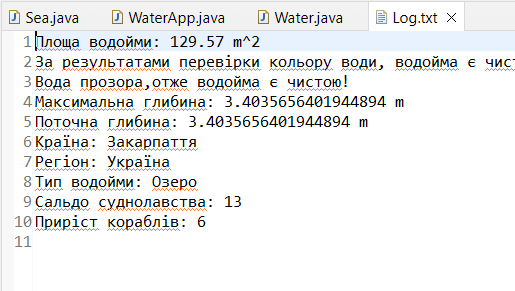 Sea.java WaterApp.java Water.java Log.txt
1 Площа водойми: 129.57 m^2
2 За результатами перевірки кольору води, водойма є чист
3 Вода прозора,отже водойма є чистою!
4 Максимальна глибина: 3.4035656401944894 m
5 Поточна глибина: 3.4035656401944894 m
6 Країна: Закарпаття
7 Регіон: Україна
8 Тип водойми: Озеро
9 Сальдо суднолавства: 13
10 Приріст кораблів: 6
11